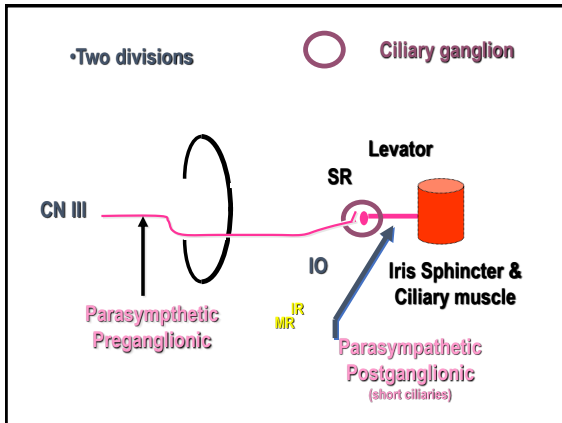 •Two divisions
Ciliary ganglion
Levator
SR
CN III
IO
Iris Sphincter &
Ciliary muscle
IR
MR
Parasympthetic
Preganglionic
Parasympathetic
Postganglionic
(short ciliaries)